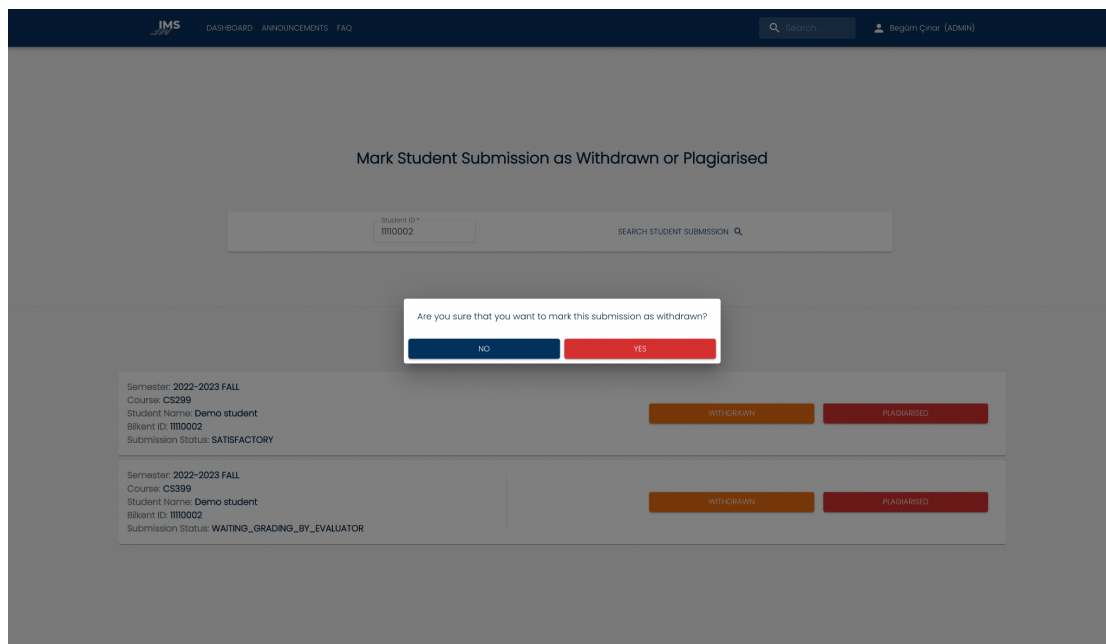 JMS
DASHBOARD ANNOUNCEMENTS FAQ Search... Begüm Çınar (ADMIN)
Mark Student Submission as Withdrawn or Plagiarised
Student ID *
11110002
SEARCH STUDENT SUBMISSION
Are you sure that you want to mark this submission as withdrawn?
NO YES
Semester: 2022-2023 FALL
Course: CS299
Student Name: Demo student
Bilkent ID: 11110002
Submission Status: SATISFACTORY
WITHDRAWN PLAGIARISED
Semester: 2022-2023 FALL
Course: CS399
Student Name: Demo student
Bilkent ID: 11110002
Submission Status: WAITING_GRADING_BY_EVALUATOR
WITHDRAWN PLAGIARISED